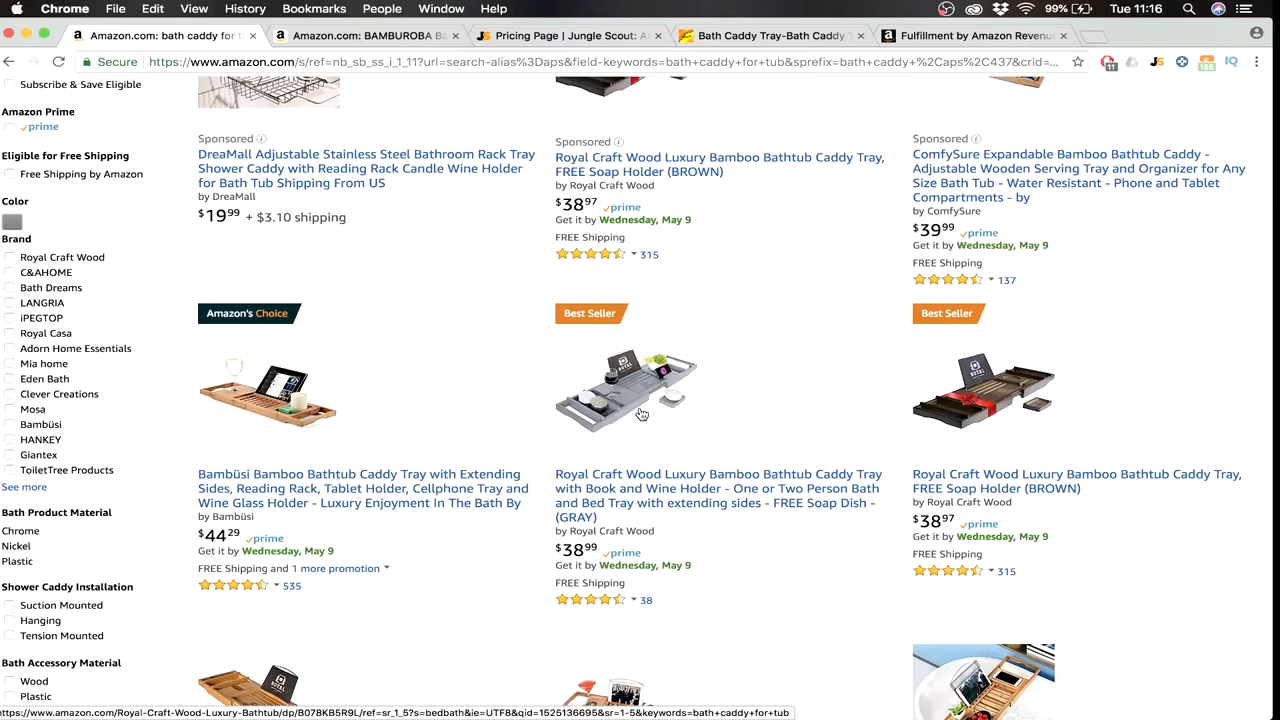 Chrome File Edit View History Bookmarks People Window Help 99% Tue 11:16
Amazon.com: bath caddy for t Amazon.com: BAMBUROBA Ba Pricing Page | Jungle Scout: A Bath Caddy Tray-Bath Caddy T Fulfillment by Amazon Revenu
Secure https://www.amazon.com/s/ref=nb_sb_ss_i_1_11?url=search-alias%3Daps&field-keywords=bath+caddy+for+tub&sprefix=bath+caddy+%2Caps%2C437&crid=...
Subscribe & Save Eligible
Amazon Prime
prime
Eligible for Free Shipping
Free Shipping by Amazon
Color
Brand
Royal Craft Wood
C&AHOME
Bath Dreams
LANGRIA
iPEGTOP
Royal Casa
Adorn Home Essentials
Mia home
Eden Bath
Clever Creations
Mosa
Bambüsi
HANKEY
Giantex
ToiletTree Products
See more
Bath Product Material
Chrome
Nickel
Plastic
Shower Caddy Installation
Suction Mounted
Hanging
Tension Mounted
Bath Accessory Material
Wood
Plastic
Sponsored
DreaMall Adjustable Stainless Steel Bathroom Rack Tray
Shower Caddy with Reading Rack Candle Wine Holder
for Bath Tub Shipping From US
by DreaMall
$19 99 + $3.10 shipping
Sponsored
Royal Craft Wood Luxury Bamboo Bathtub Caddy Tray,
FREE Soap Holder (BROWN)
by Royal Craft Wood
$38 97 prime
Get it by Wednesday, May 9
FREE Shipping
315
Sponsored
ComfySure Expandable Bamboo Bathtub Caddy -
Adjustable Wooden Serving Tray and Organizer for Any
Size Bath Tub - Water Resistant - Phone and Tablet
Compartments - by
by ComfySure
$39 99 prime
Get it by Wednesday, May 9
FREE Shipping
137
Amazon's Choice
Bambüsi Bamboo Bathtub Caddy Tray with Extending
Sides, Reading Rack, Tablet Holder, Cellphone Tray and
Wine Glass Holder - Luxury Enjoyment In The Bath By
by Bambüsi
$44 29 prime
Get it by Wednesday, May 9
FREE Shipping and 1 more promotion
535
Best Seller
Royal Craft Wood Luxury Bamboo Bathtub Caddy Tray
with Book and Wine Holder - One or Two Person Bath
and Bed Tray with extending sides - FREE Soap Dish -
(GRAY)
by Royal Craft Wood
$38 99 prime
Get it by Wednesday, May 9
FREE Shipping
38
Best Seller
Royal Craft Wood Luxury Bamboo Bathtub Caddy Tray,
FREE Soap Holder (BROWN)
by Royal Craft Wood
$38 97 prime
Get it by Wednesday, May 9
FREE Shipping
315
https://www.amazon.com/Royal-Craft-Wood-Luxury-Bathtub/dp/B078KB5R9L/ref=sr_1_5?s=bedbath&ie=UTF8&qid=1525136695&sr=1-5&keywords=bath+caddy+for+tub